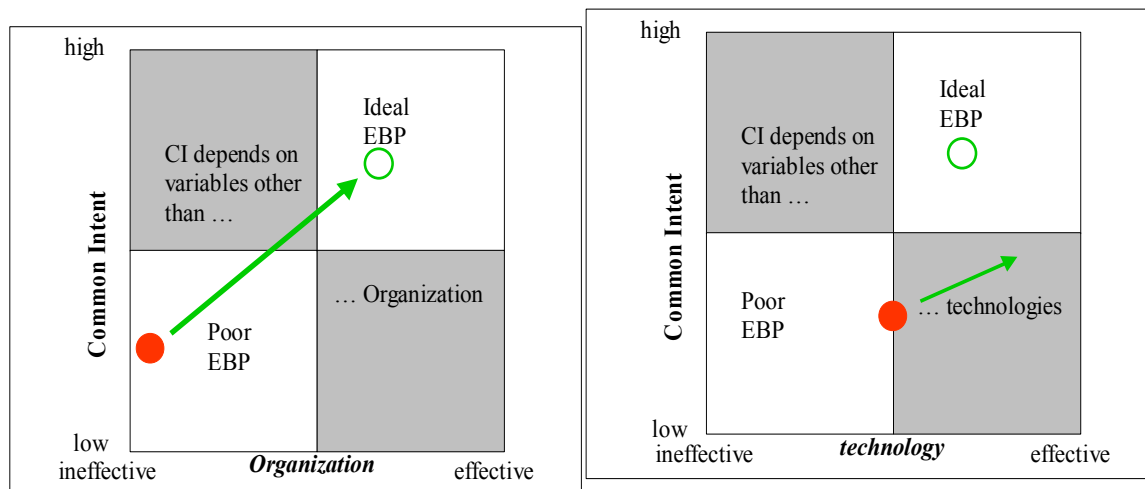 high
Common Intent
Ideal
EBP
CI depends on
variables other
than …
… Organization
Poor
EBP
low
ineffective
Organization
effective
high
Common Intent
Ideal
EBP
CI depends on
variables other
than …
Poor
EBP
… technologies
low
ineffective
technology
effective